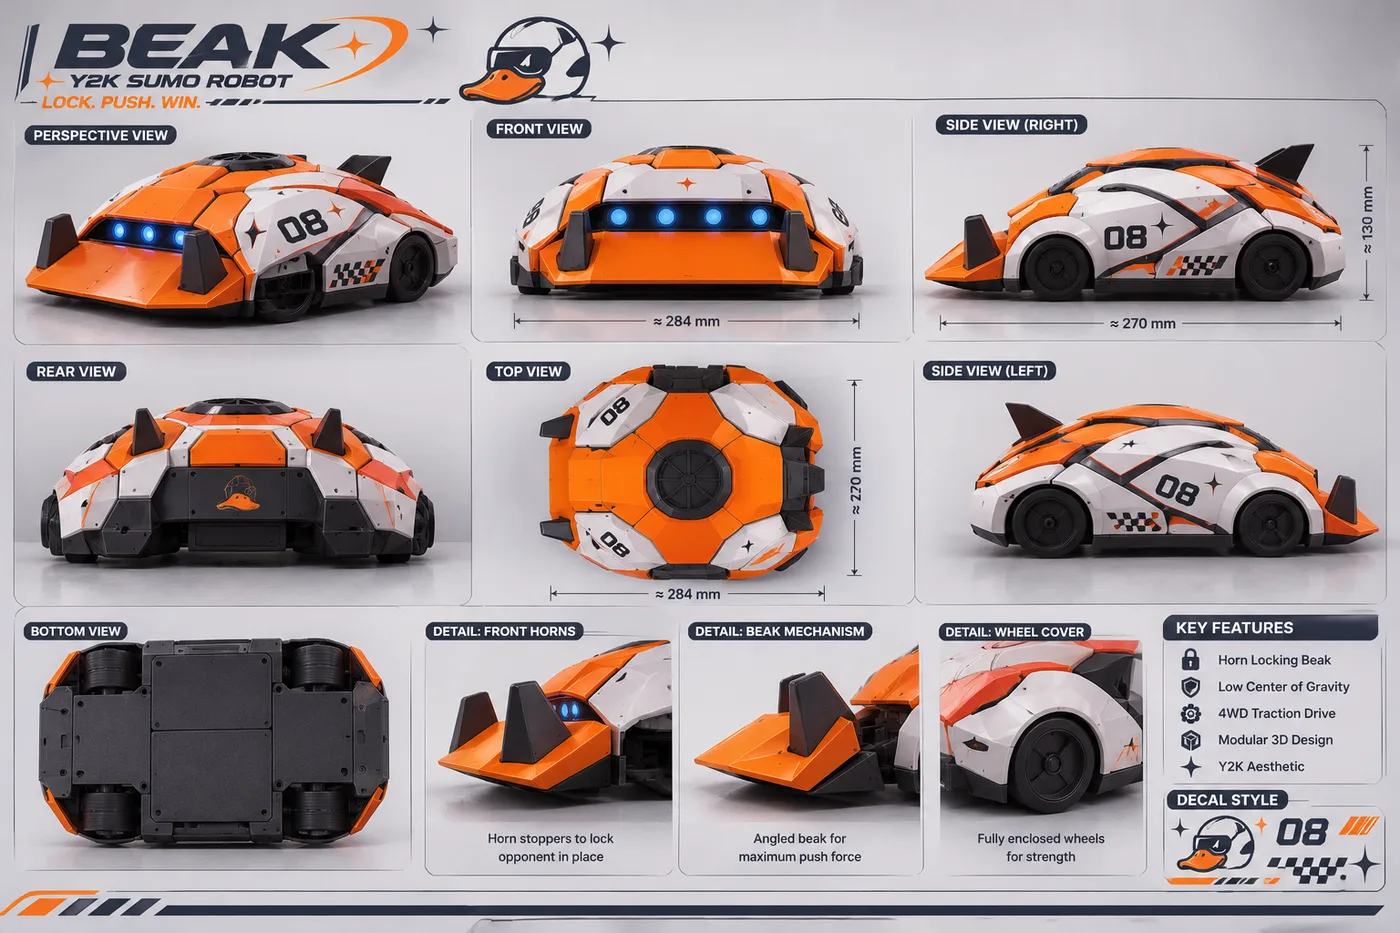 BEAK
Y2K SUMO ROBOT
LOCK. PUSH. WIN.
PERSPECTIVE VIEW
08
FRONT VIEW
08
08
≈ 284 mm
SIDE VIEW (RIGHT)
08
≈ 130 mm
≈ 270 mm
REAR VIEW
TOP VIEW
08
08
≈ 270 mm
≈ 284 mm
SIDE VIEW (LEFT)
08
BOTTOM VIEW
DETAIL: FRONT HORNS
Horn stoppers to lock
opponent in place
DETAIL: BEAK MECHANISM
Angled beak for
maximum push force
DETAIL: WHEEL COVER
Fully enclosed wheels
for strength
KEY FEATURES
Horn Locking Beak
Low Center of Gravity
4WD Traction Drive
Modular 3D Design
Y2K Aesthetic
DECAL STYLE
08